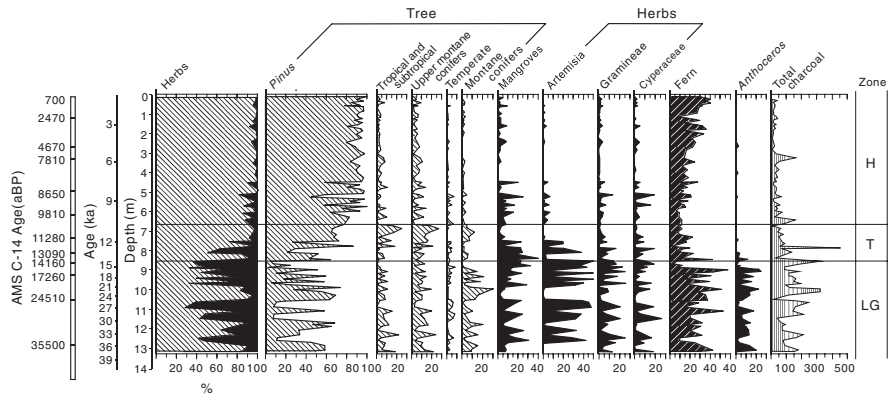 Tree
Herbs
Herbs
Pinus
Tropical and subtropical
Upper montane conifers
Temperate
Montane conifers
Mangroves
Artemisia
Gramineae
Cyperaceae
Fern
Anthoceros
Total charcoal
Zone
AMS C-14 Age(aBP)
700
2470
4670
7810
8650
9810
11280
13090
14160
17260
24510
35500
Age (ka)
3
6
9
12
15
18
21
24
27
30
33
36
39
Depth (m)
0
1
2
3
4
5
6
7
8
9
10
11
12
13
14
H
T
LG
20 40 60 80 100
20 40 60 80 100
20
20
20
20 40
20 40
20
20
20 40
20
100 300 500
%